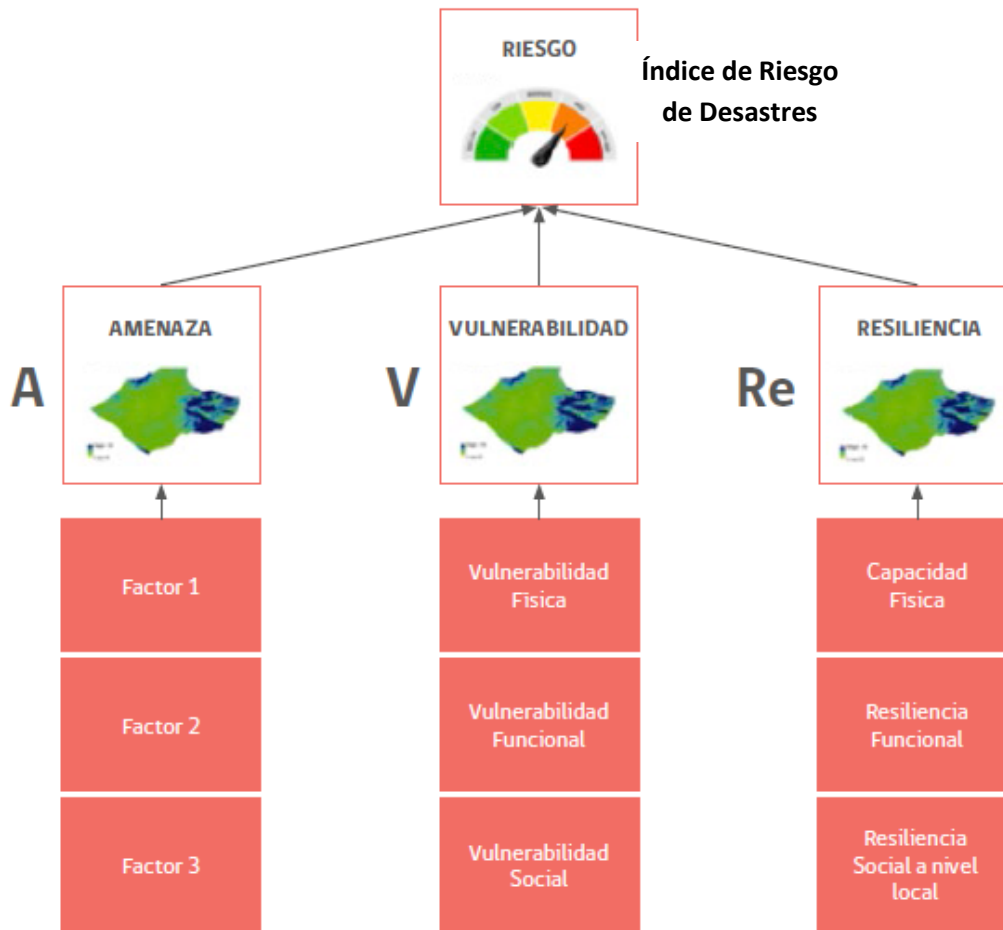 RIESGO
Índice de Riesgo
de Desastres
AMENAZA
VULNERABILIDAD
RESILIENCIA
A
V
Re
Factor 1
Vulnerabilidad
Física
Capacidad
Física
Factor 2
Vulnerabilidad
Funcional
Resiliencia
Funcional
Factor 3
Vulnerabilidad
Social
Resiliencia
Social a nivel
local